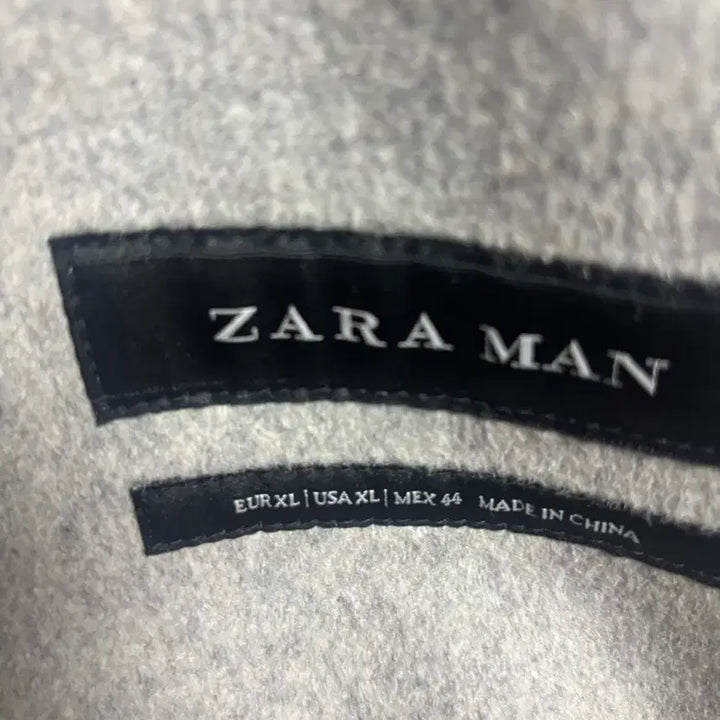 ZARA MAN
EUR XL | USA XL | MEX 44 MADE IN CHINA